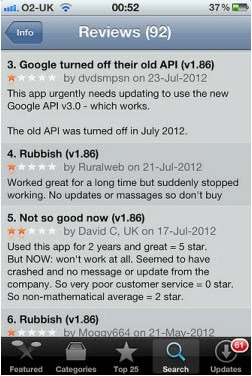 O2-UK 00:52 37%
Info Reviews (92)
3. Google turned off their old API (v1.86)
by dvdsmpsn on 23-Jul-2012
This app urgently needs updating to use the new
Google API v3.0 - which works.
The old API was turned off in July 2012.
4. Rubbish (v1.86)
by Ruralweb on 21-Jul-2012
Worked great for a long time but suddenly stopped
working. No updates or massages so don't buy
5. Not so good now (v1.86)
by David C, UK on 17-Jul-2012
Used this app for 2 years and great = 5 star.
But NOW: won't work at all. Seemed to have
crashed and no message or update from the
company. So very poor customer service = 0 star.
So non-mathematical average = 2 star.
6. Rubbish (v1.86)
by Moggy664 on 21-May-2012
61
Featured Categories Top 25 Search Updates